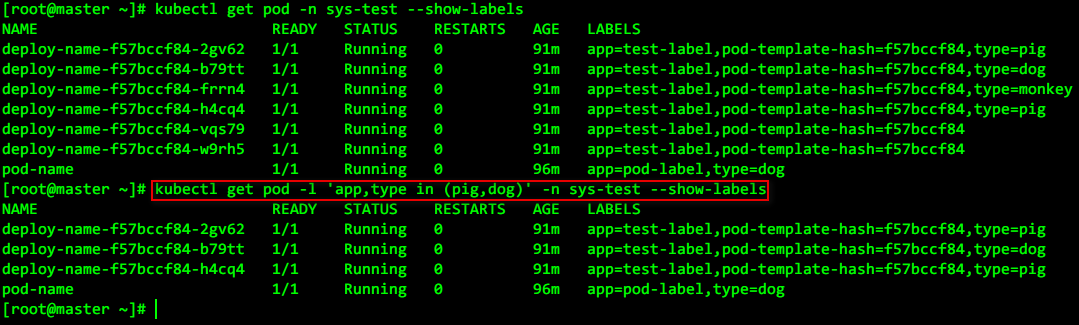 [root@master ~]# kubectl get pod -n sys-test --show-labels
NAME READY STATUS RESTARTS AGE LABELS
deploy-name-f57bccf84-2gv62 1/1 Running 0 91m app=test-label,pod-template-hash=f57bccf84,type=pig
deploy-name-f57bccf84-b79tt 1/1 Running 0 91m app=test-label,pod-template-hash=f57bccf84,type=dog
deploy-name-f57bccf84-frrn4 1/1 Running 0 91m app=test-label,pod-template-hash=f57bccf84,type=monkey
deploy-name-f57bccf84-h4cq4 1/1 Running 0 91m app=test-label,pod-template-hash=f57bccf84,type=pig
deploy-name-f57bccf84-vqs79 1/1 Running 0 91m app=test-label,pod-template-hash=f57bccf84
deploy-name-f57bccf84-w9rh5 1/1 Running 0 91m app=test-label,pod-template-hash=f57bccf84
pod-name 1/1 Running 0 96m app=pod-label,type=dog
[root@master ~]# kubectl get pod -l 'app,type in (pig,dog)' -n sys-test --show-labels
NAME READY STATUS RESTARTS AGE LABELS
deploy-name-f57bccf84-2gv62 1/1 Running 0 91m app=test-label,pod-template-hash=f57bccf84,type=pig
deploy-name-f57bccf84-b79tt 1/1 Running 0 91m app=test-label,pod-template-hash=f57bccf84,type=dog
deploy-name-f57bccf84-h4cq4 1/1 Running 0 91m app=test-label,pod-template-hash=f57bccf84,type=pig
pod-name 1/1 Running 0 96m app=pod-label,type=dog
[root@master ~]#